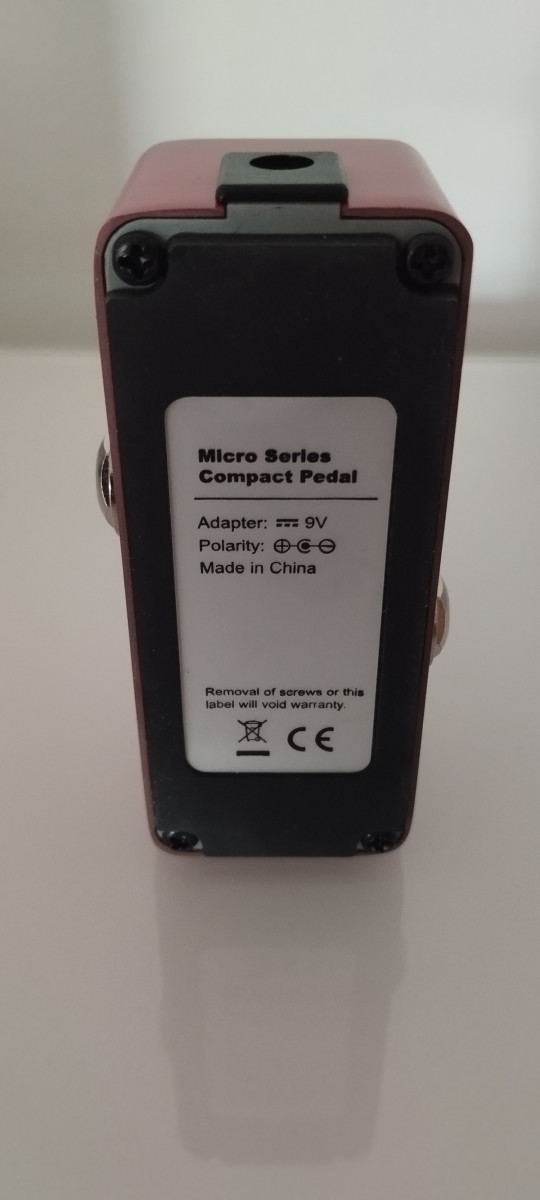 Micro Series
Compact Pedal
Adapter: ⎓ 9V
Polarity: ⊕-C-⊖
Made in China
Removal of screws or this
label will void warranty.
CE